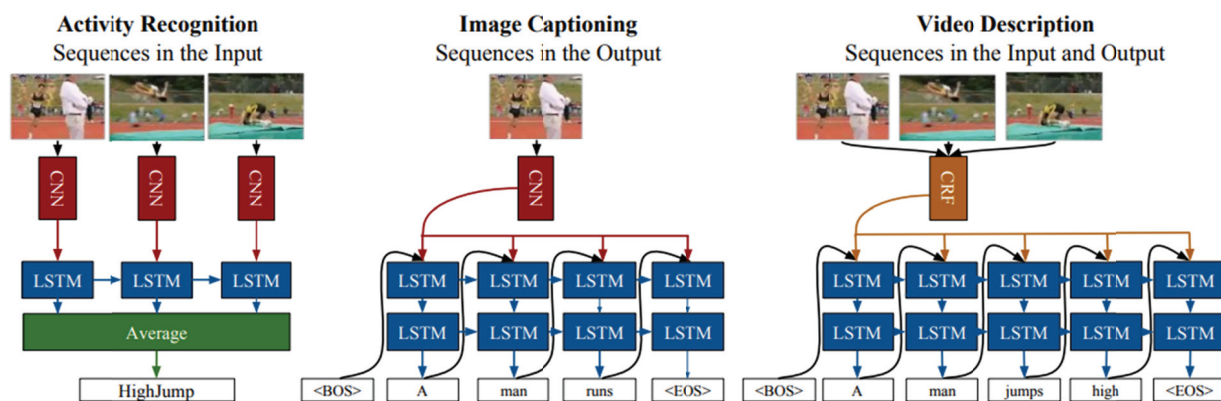 Activity Recognition
Sequences in the Input
CNN
CNN
CNN
LSTM
LSTM
LSTM
Average
HighJump
Image Captioning
Sequences in the Output
CNN
LSTM
LSTM
LSTM
LSTM
LSTM
LSTM
LSTM
LSTM
<BOS>
A
man
runs
<EOS>
Video Description
Sequences in the Input and Output
CRF
LSTM
LSTM
LSTM
LSTM
LSTM
LSTM
LSTM
LSTM
LSTM
LSTM
<BOS>
A
man
jumps
high
<EOS>